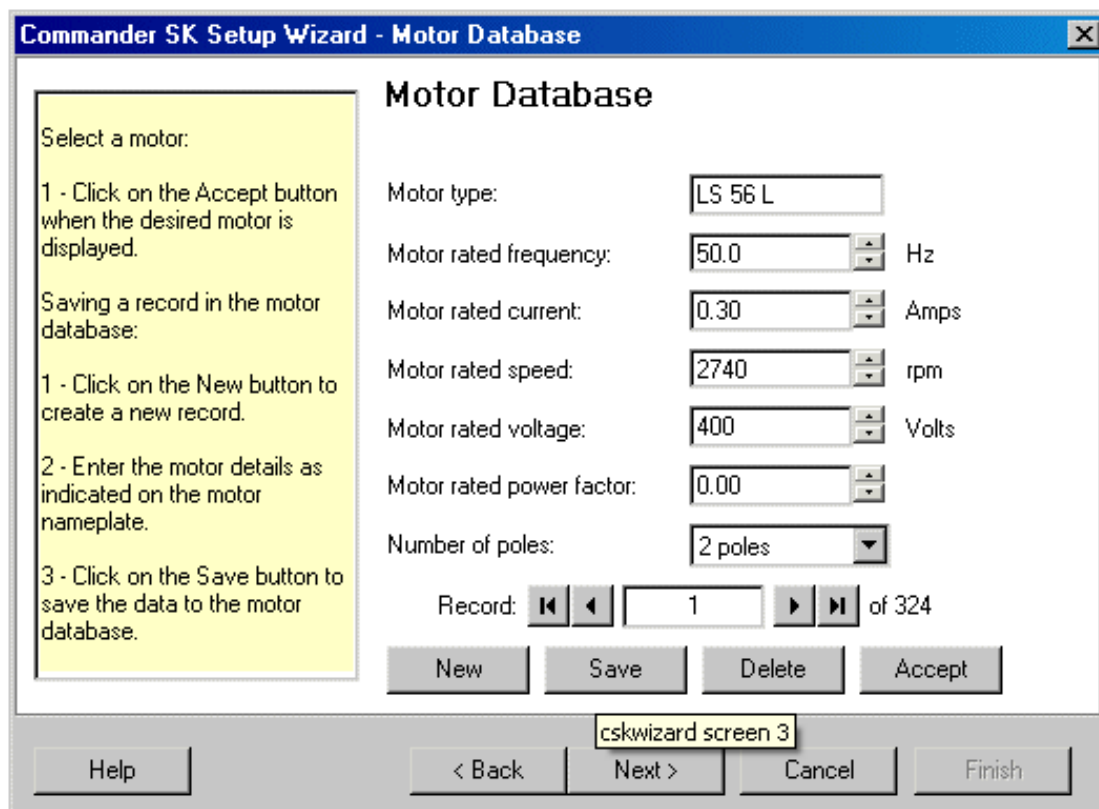 Commander SK Setup Wizard - Motor Database
Select a motor:
1 - Click on the Accept button
when the desired motor is
displayed.
Saving a record in the motor
database:
1 - Click on the New button to
create a new record.
2 - Enter the motor details as
indicated on the motor
nameplate.
3 - Click on the Save button to
save the data to the motor
database.
Motor Database
Motor type: LS 56 L
Motor rated frequency: 50.0 Hz
Motor rated current: 0.30 Amps
Motor rated speed: 2740 rpm
Motor rated voltage: 400 Volts
Motor rated power factor: 0.00
Number of poles: 2 poles
Record: 1 of 324
New Save Delete Accept
cskwizard screen 3
Help < Back Next > Cancel Finish